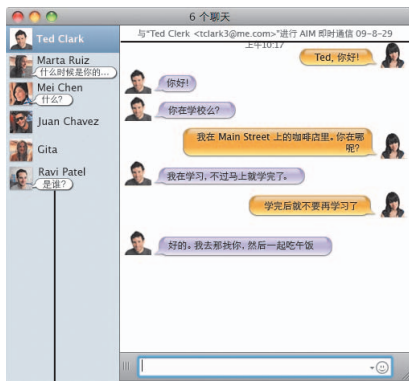 6 个聊天
与“Ted Clerk <tclark3@me.com>”进行 AIM 即时通信 09-8-29
上午10:17
Ted Clark
Marta Ruiz
什么时候是你的...
Mei Chen
什么?
Juan Chavez
Gita
Ravi Patel
是谁?
Ted, 你好!
你好!
你在学校么?
我在 Main Street 上的咖啡店里。你在哪
呢?
我在学习, 不过马上就学完了。
学完后就不要再学习了
好的。我去那找你, 然后一起吃午饭